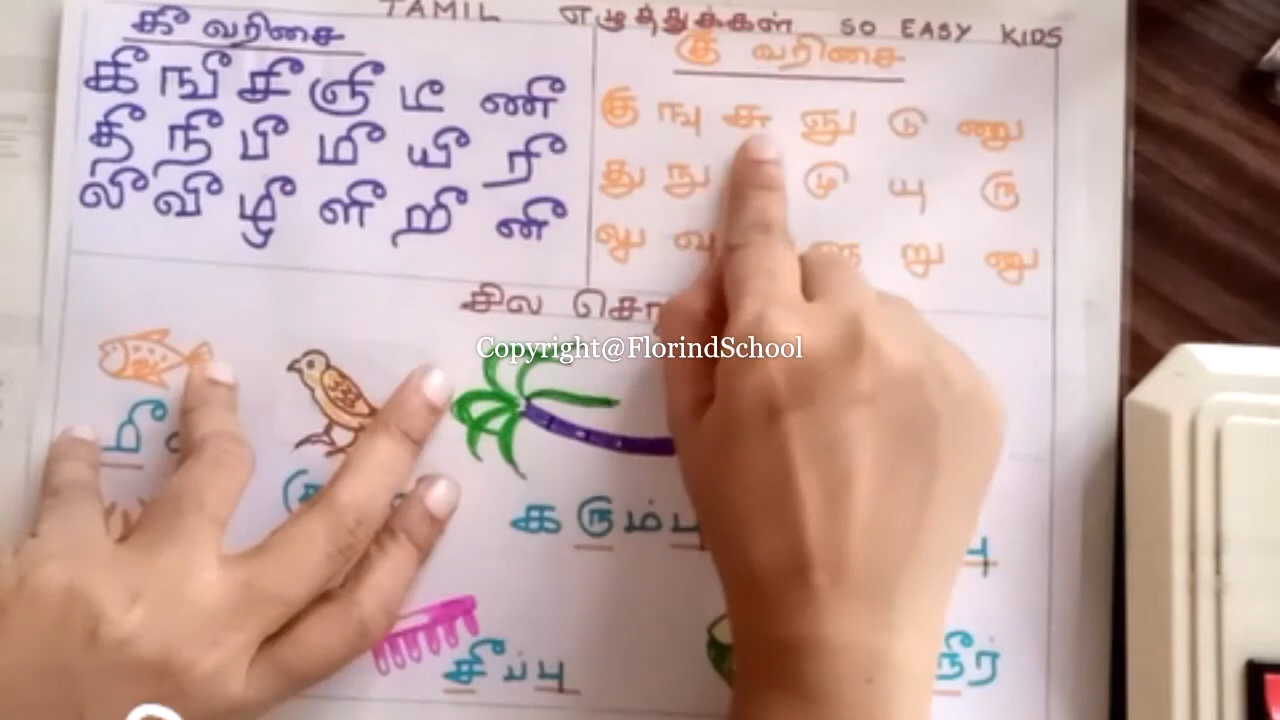 TAMIL எழுத்துக்கள் SO EASY KIDS
கீ வரிசை
கீ ஙீ சீ ஞீ டீ ணீ
தீ நீ பீ மீ யீ ரீ
லீ வீ ழீ ளீ றீ னீ
கு வரிசை
கு ஙு சு ஞு டு ணு
து நு ழு யு ரு
லு ளு று னு
சில
Copyright@FlorindSchool
கரும்பு
சீப்பு
நீர்